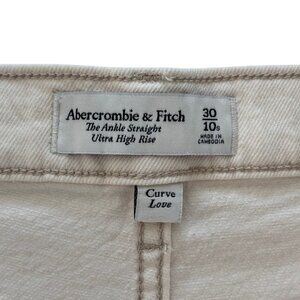 Abercrombie & Fitch
The Ankle Straight
Ultra High Rise
30
10s
MADE IN
CAMBODIA
Curve
Love